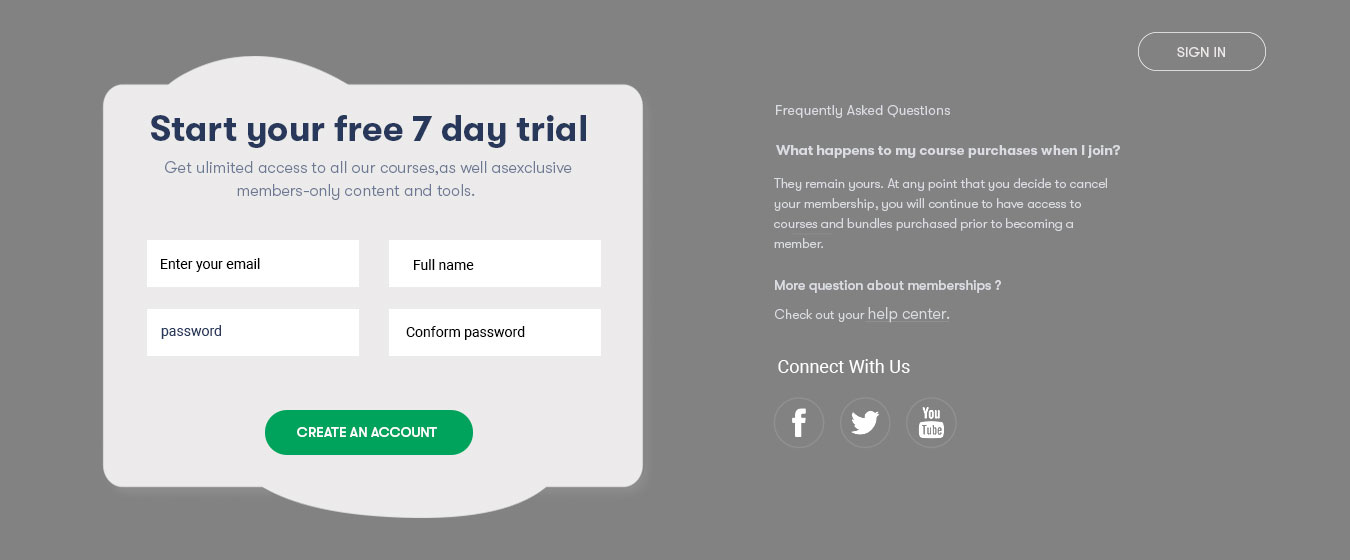 SIGN IN
Start your free 7 day trial
Get ulimited access to all our courses,as well asexclusive
members-only content and tools.
Enter your email
Full name
password
Conform password
CREATE AN ACCOUNT
Frequently Asked Questions
What happens to my course purchases when I join?
They remain yours. At any point that you decide to cancel
your membership, you will continue to have access to
courses and bundles purchased prior to becoming a
member.
More question about memberships ?
Check out your help center.
Connect With Us
f
You
Tube